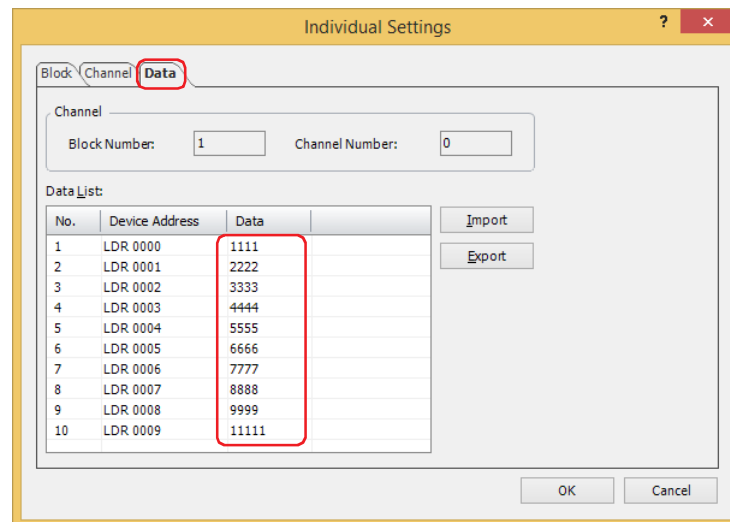 Individual Settings ? ×
Block Channel Data
Channel
Block Number: 1 Channel Number: 0
Data List:
No. Device Address Data
Import
1 LDR 0000 1111
2 LDR 0001 2222
Export
3 LDR 0002 3333
4 LDR 0003 4444
5 LDR 0004 5555
6 LDR 0005 6666
7 LDR 0006 7777
8 LDR 0007 8888
9 LDR 0008 9999
10 LDR 0009 11111
OK Cancel